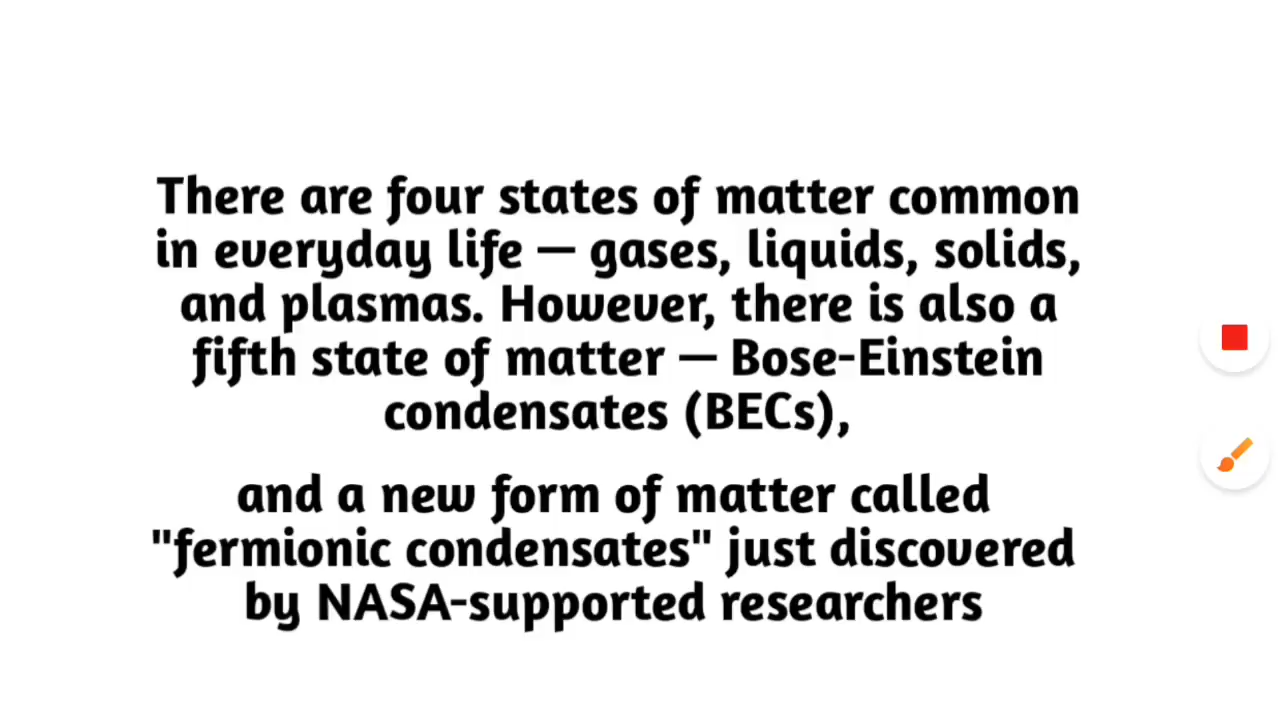 There are four states of matter common
in everyday life — gases, liquids, solids,
and plasmas. However, there is also a
fifth state of matter — Bose-Einstein
condensates (BECs),
and a new form of matter called
"fermionic condensates" just discovered
by NASA-supported researchers